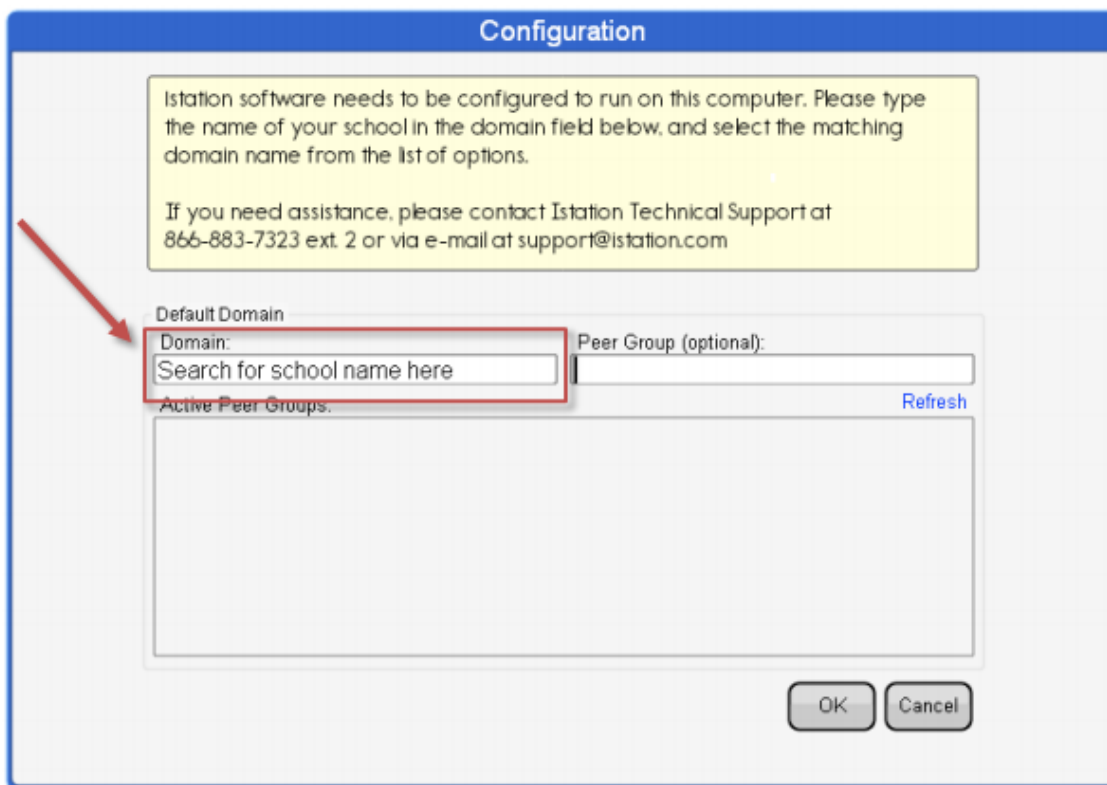 Configuration
Istation software needs to be configured to run on this computer. Please type
the name of your school in the domain field below, and select the matching
domain name from the list of options.
If you need assistance, please contact Istation Technical Support at
866-883-7323 ext. 2 or via e-mail at support@istation.com
Default Domain
Domain:
Peer Group (optional):
Search for school name here
Active Peer Groups:
Refresh
OK
Cancel